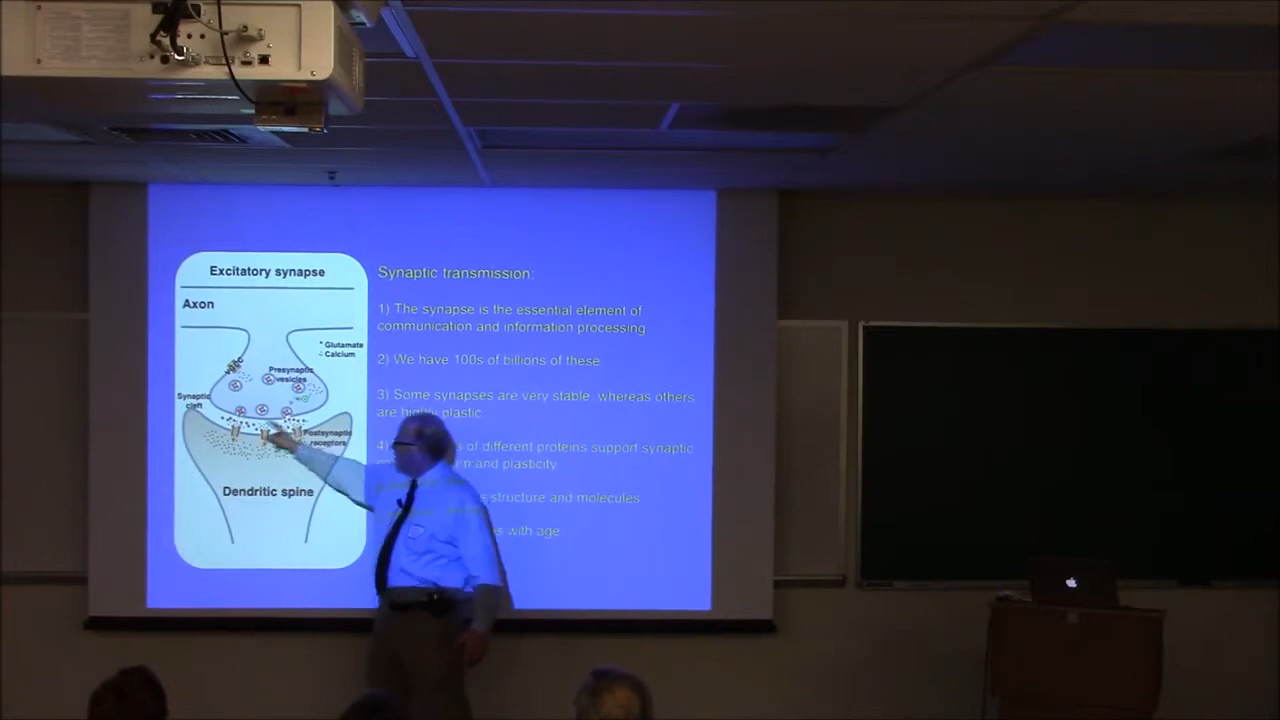 Excitatory synapse
Axon
Glutamate
Calcium
Presynaptic
vesicles
Synaptic
cleft
Postsynaptic
receptors
Dendritic spine
Synaptic transmission:
1) The synapse is the essential element of
communication and information processing
2) We have 100s of billions of these
3) Some synapses are very stable, whereas others
are highly plastic
4)
of different proteins support synaptic
and plasticity
structure and molecules
with age